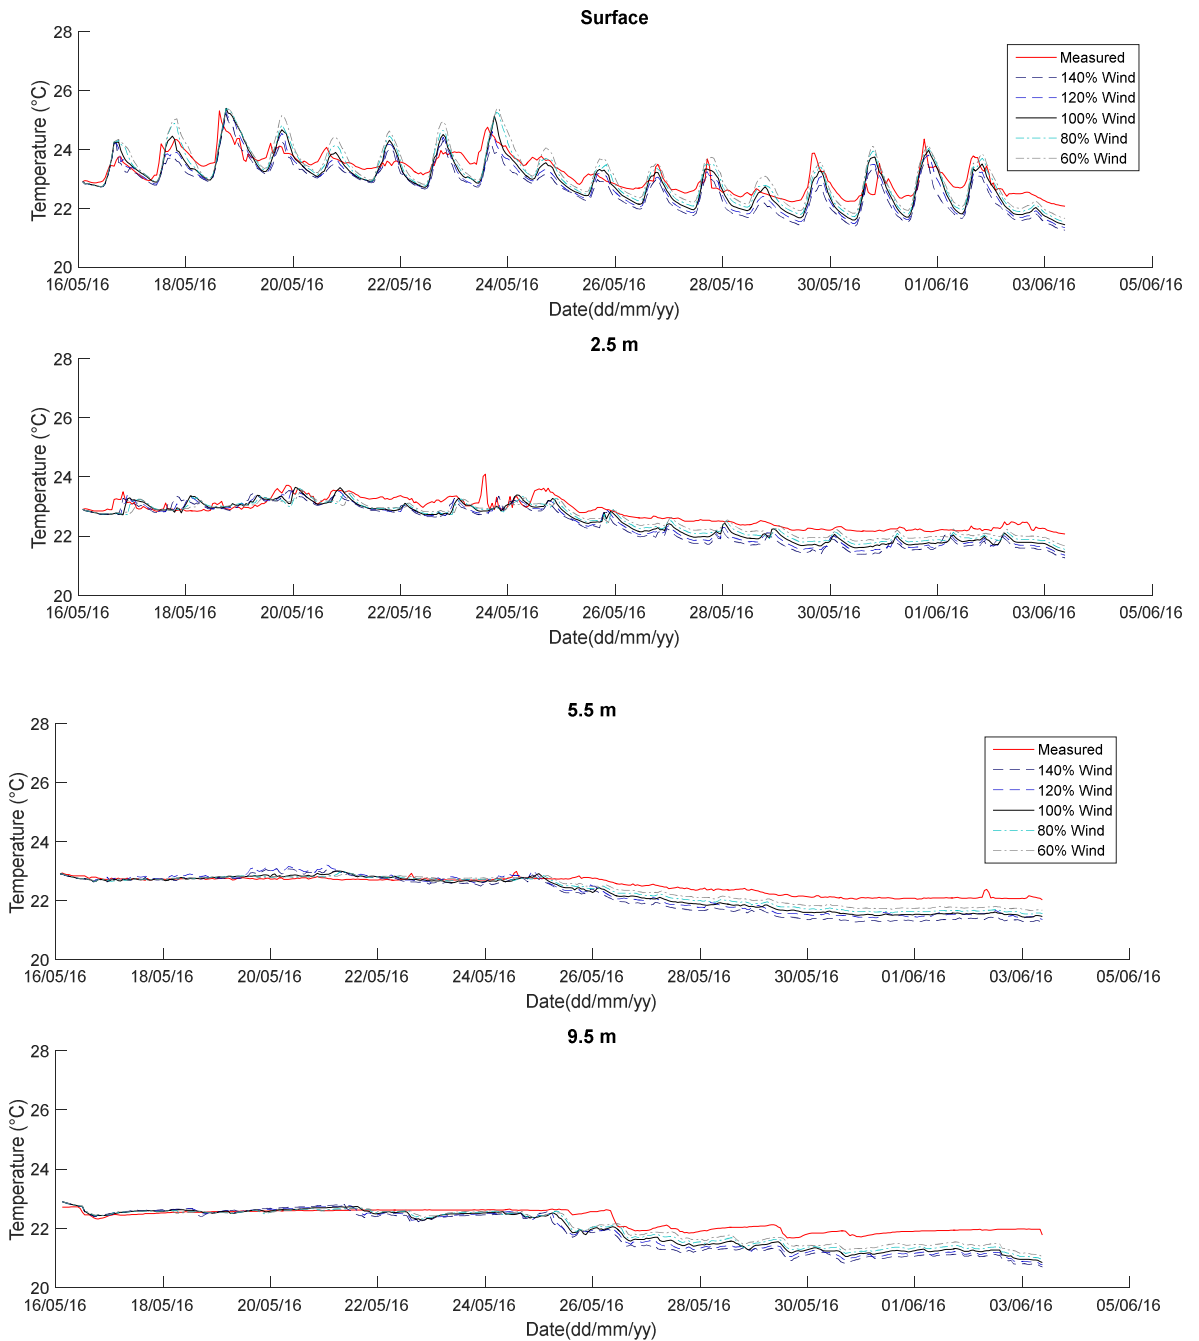 Surface
28
26
24
22
20
Temperature (°C)
Measured
140% Wind
120% Wind
100% Wind
80% Wind
60% Wind
16/05/16 18/05/16 20/05/16 22/05/16 24/05/16 26/05/16 28/05/16 30/05/16 01/06/16 03/06/16 05/06/16
Date(dd/mm/yy)
2.5 m
28
26
24
22
20
Temperature (°C)
16/05/16 18/05/16 20/05/16 22/05/16 24/05/16 26/05/16 28/05/16 30/05/16 01/06/16 03/06/16 05/06/16
Date(dd/mm/yy)
5.5 m
28
26
24
22
20
Temperature (°C)
Measured
140% Wind
120% Wind
100% Wind
80% Wind
60% Wind
16/05/16 18/05/16 20/05/16 22/05/16 24/05/16 26/05/16 28/05/16 30/05/16 01/06/16 03/06/16 05/06/16
Date(dd/mm/yy)
9.5 m
28
26
24
22
20
Temperature (°C)
16/05/16 18/05/16 20/05/16 22/05/16 24/05/16 26/05/16 28/05/16 30/05/16 01/06/16 03/06/16 05/06/16
Date(dd/mm/yy)